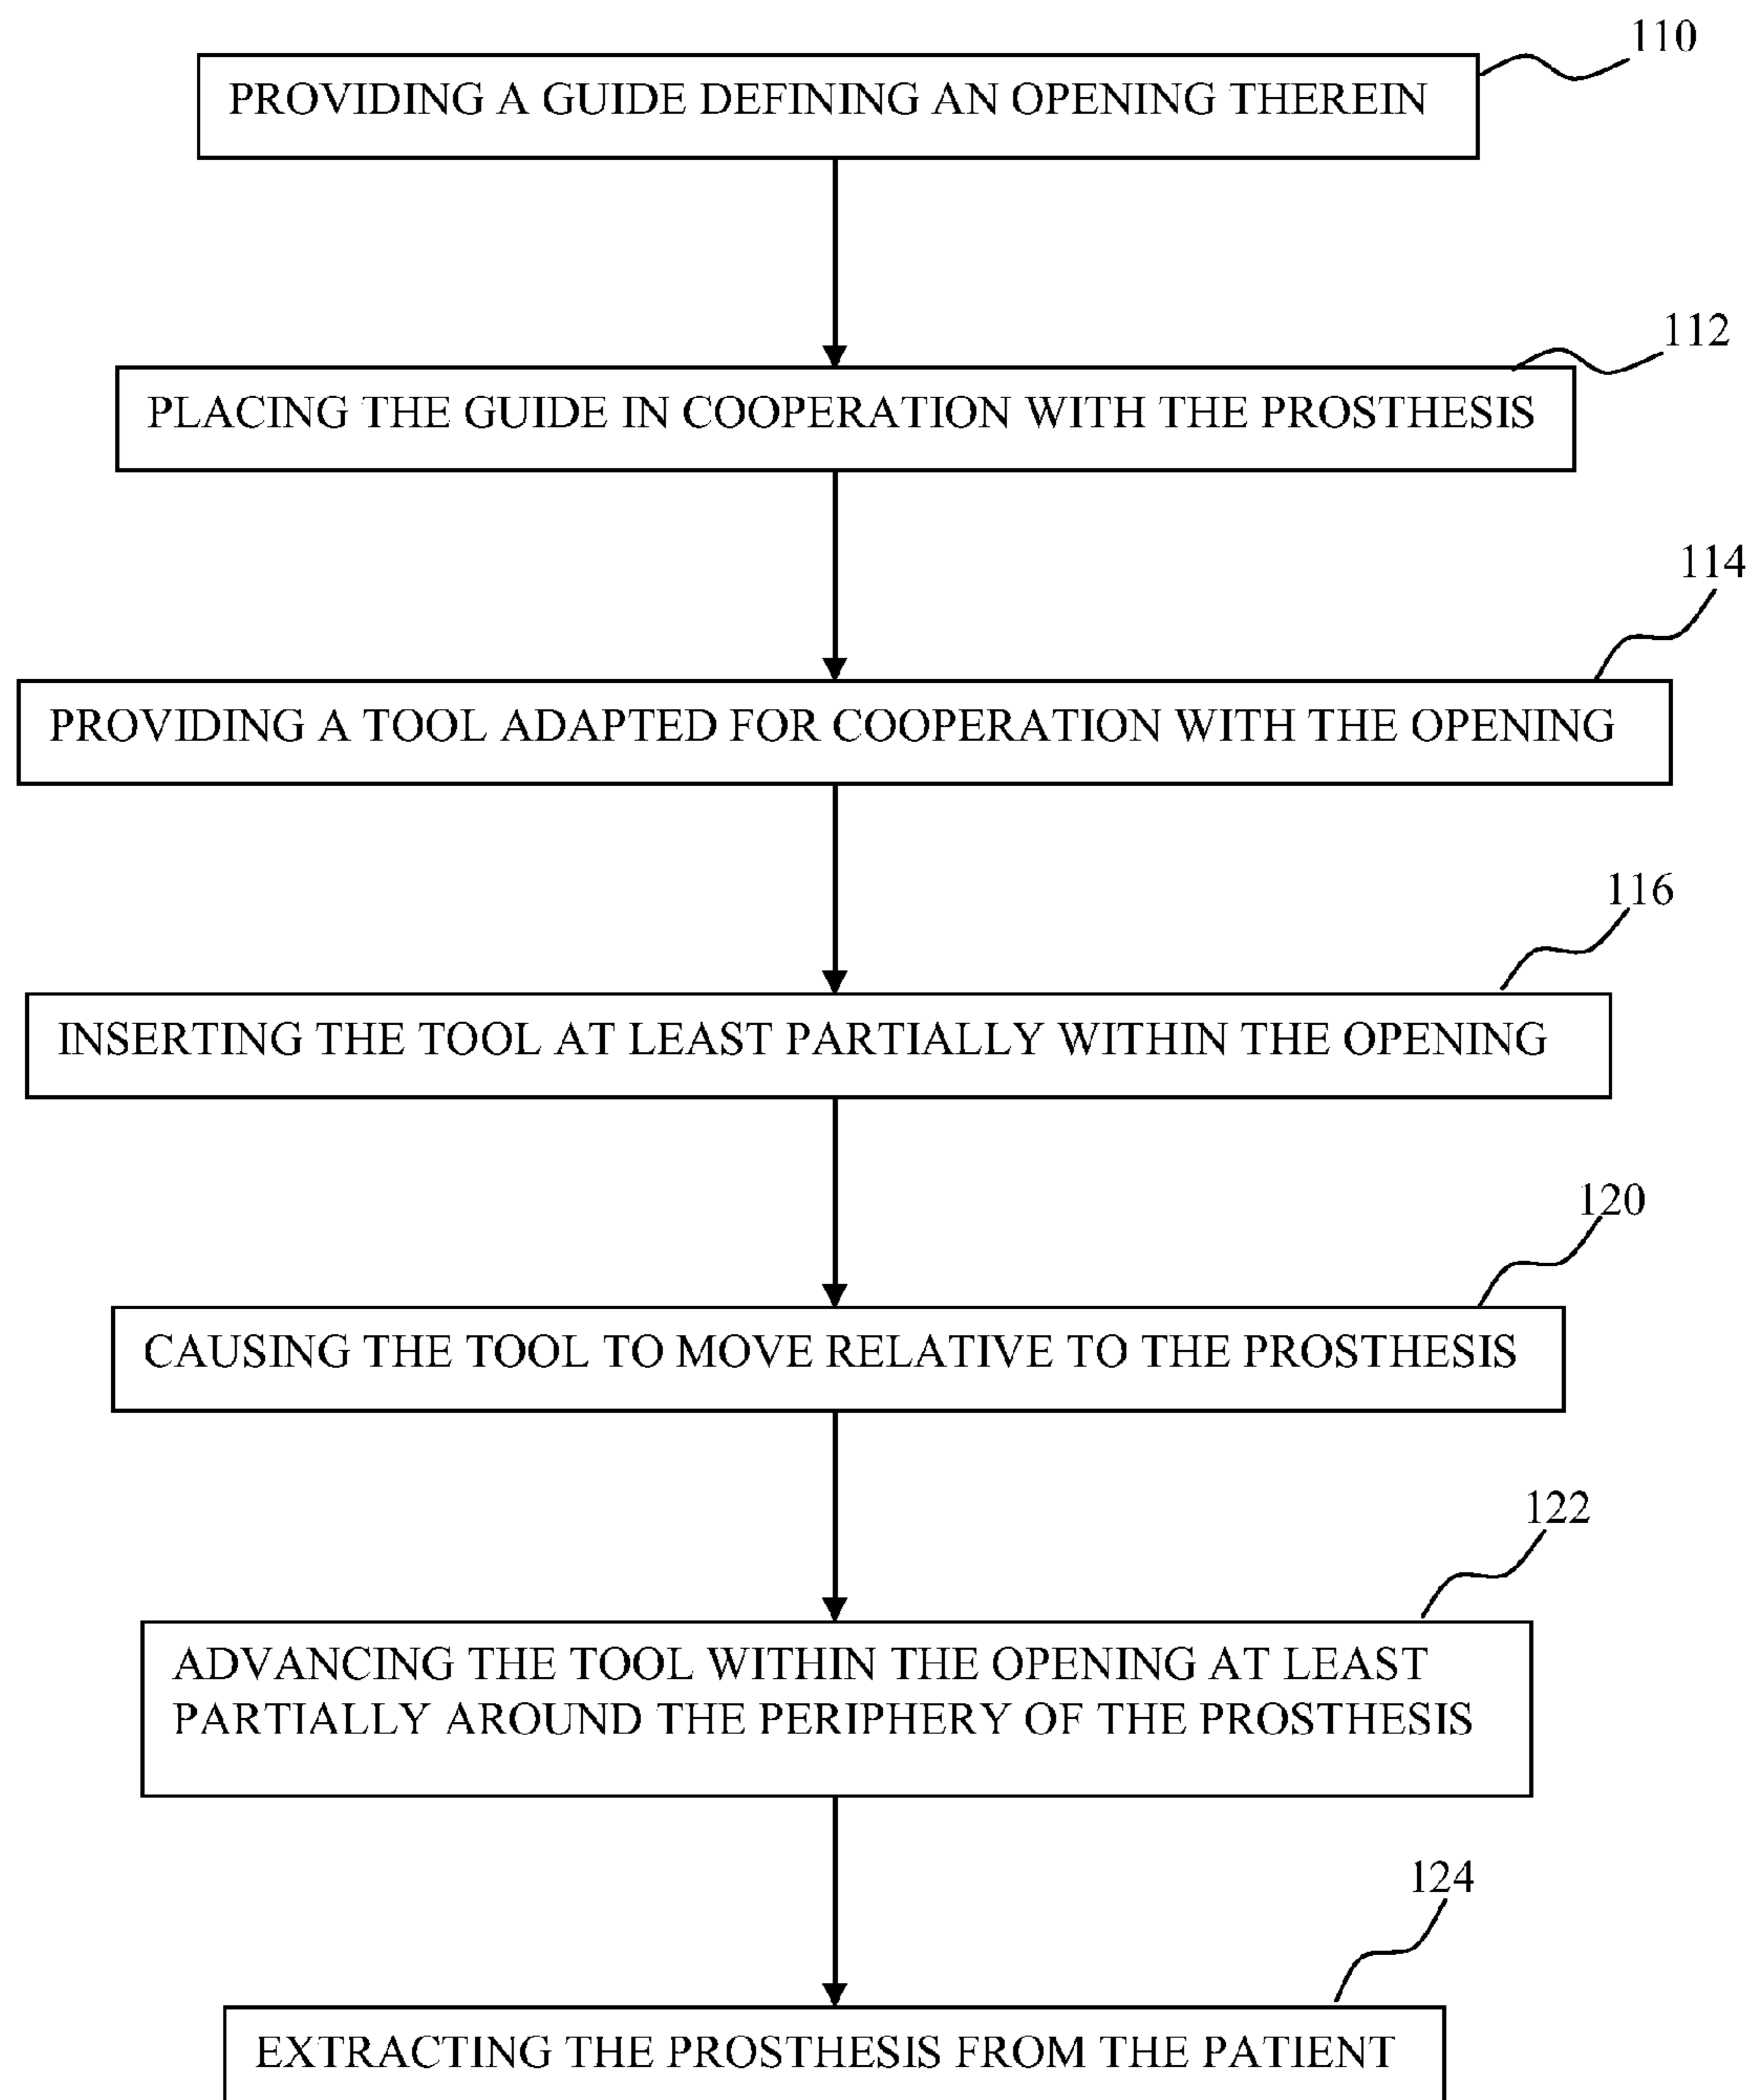 110
PROVIDING A GUIDE DEFINING AN OPENING THEREIN
112
PLACING THE GUIDE IN COOPERATION WITH THE PROSTHESIS
114
PROVIDING A TOOL ADAPTED FOR COOPERATION WITH THE OPENING
116
INSERTING THE TOOL AT LEAST PARTIALLY WITHIN THE OPENING
120
CAUSING THE TOOL TO MOVE RELATIVE TO THE PROSTHESIS
122
ADVANCING THE TOOL WITHIN THE OPENING AT LEAST
PARTIALLY AROUND THE PERIPHERY OF THE PROSTHESIS
124
EXTRACTING THE PROSTHESIS FROM THE PATIENT